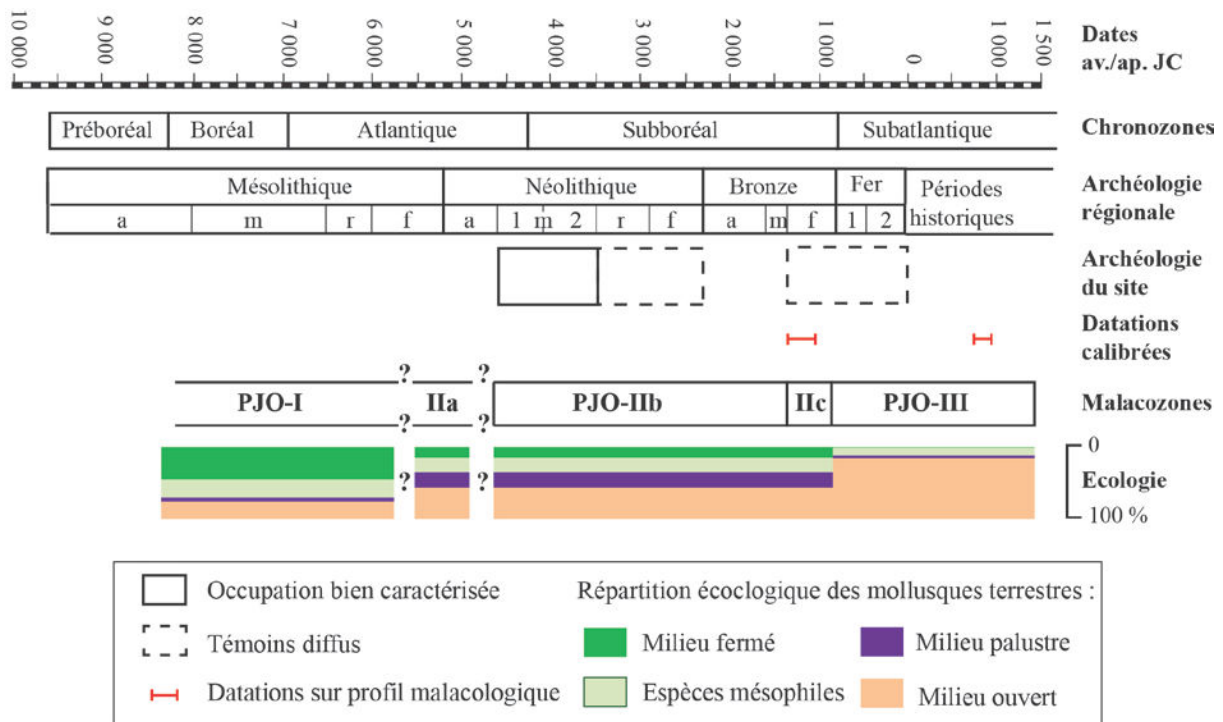 10 000 9 000 8 000 7 000 6 000 5 000 4 000 3 000 2 000 1 000 0 1 000 1 500
Dates
av./ap. JC
Préboréal Boréal Atlantique Subboréal Subatlantique
Chronozones
Mésolithique Néolithique Bronze Fer Périodes historiques
a m r f a 1 m 2 r f a m f 1 2
Archéologie
régionale
Archéologie
du site
Datations
calibrées
? ?
PJO-I IIa PJO-IIb IIc PJO-III
Malacozones
? ?
0
? ?
Ecologie
100 %
Occupation bien caractérisée
Témoins diffus
Datations sur profil malacologique
Répartition écoclogique des mollusques terrestres :
Milieu fermé
Milieu palustre
Espèces mésophiles
Milieu ouvert